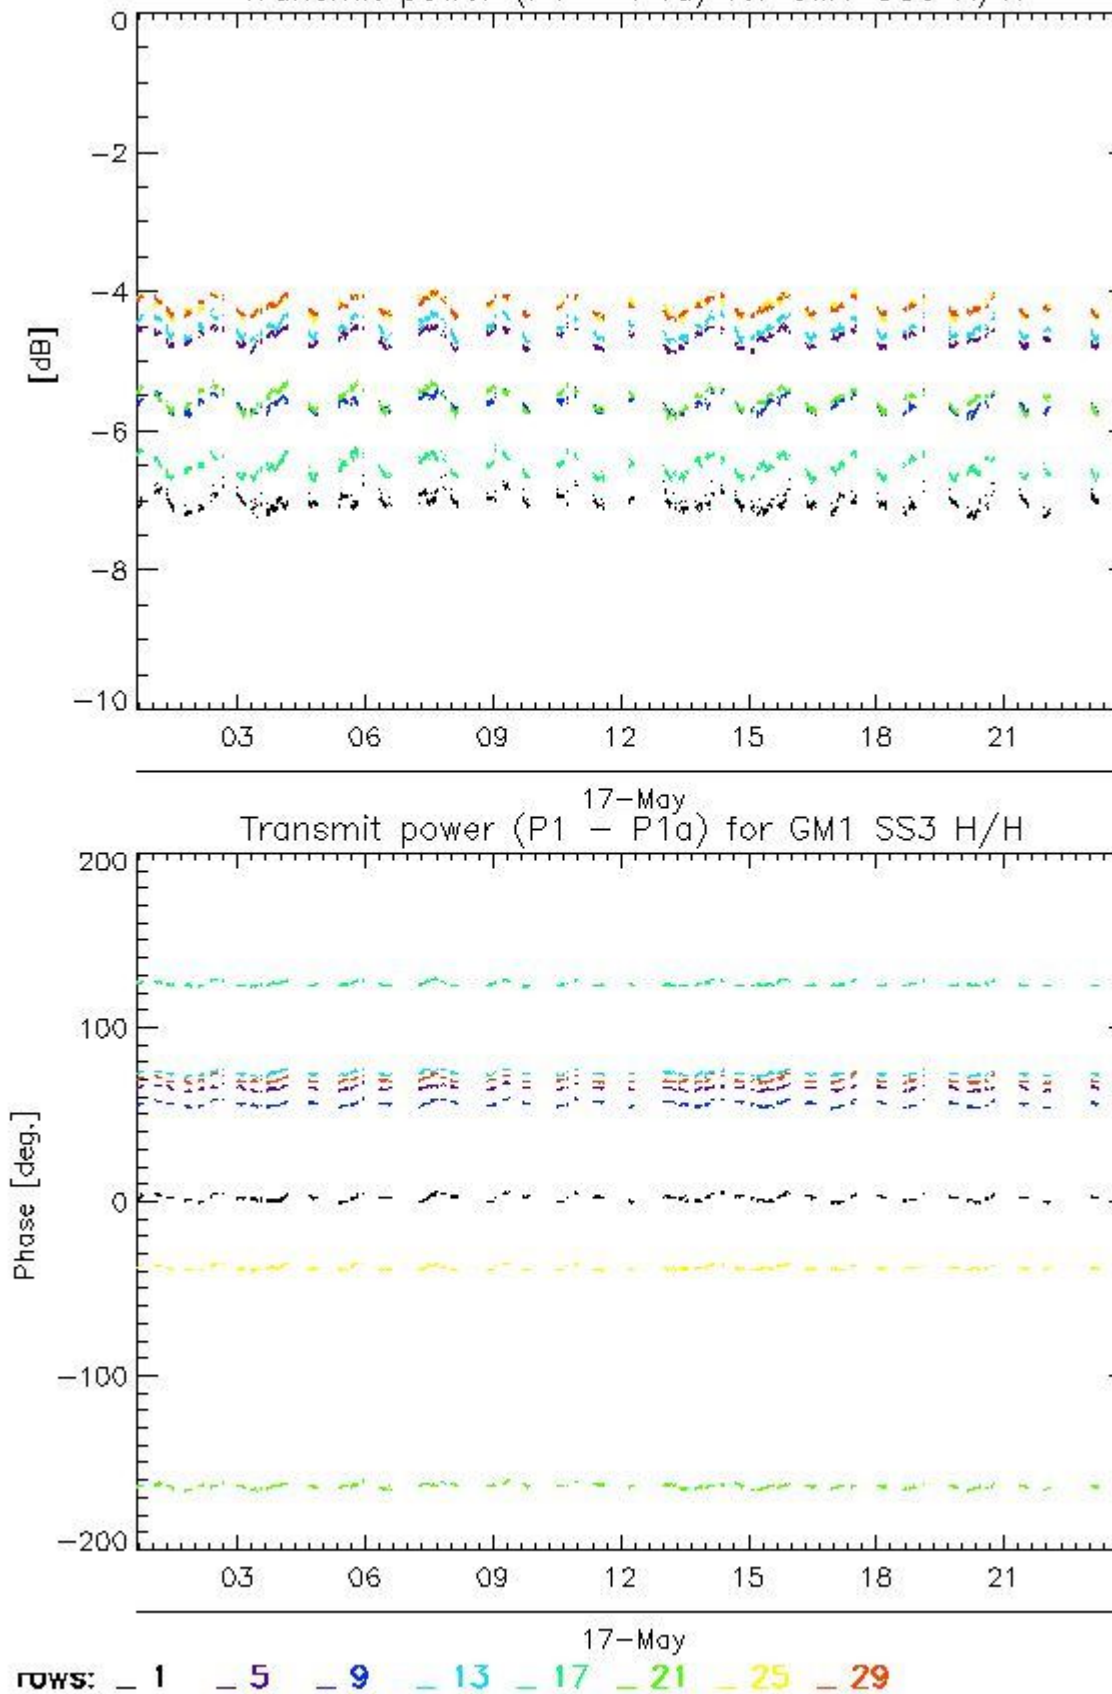 0
-2
-4
[dB]
-6
-8
-10
03 06 09 12 15 18 21
17-May
Transmit power (P1 - P1a) for GM1 SS3 H/H
200
100
Phase [deg.]
0
-100
-200
03 06 09 12 15 18 21
17-May
rows: _ 1 _ 5 _ 9 _ 13 _ 17 _ 21 _ 25 _ 29